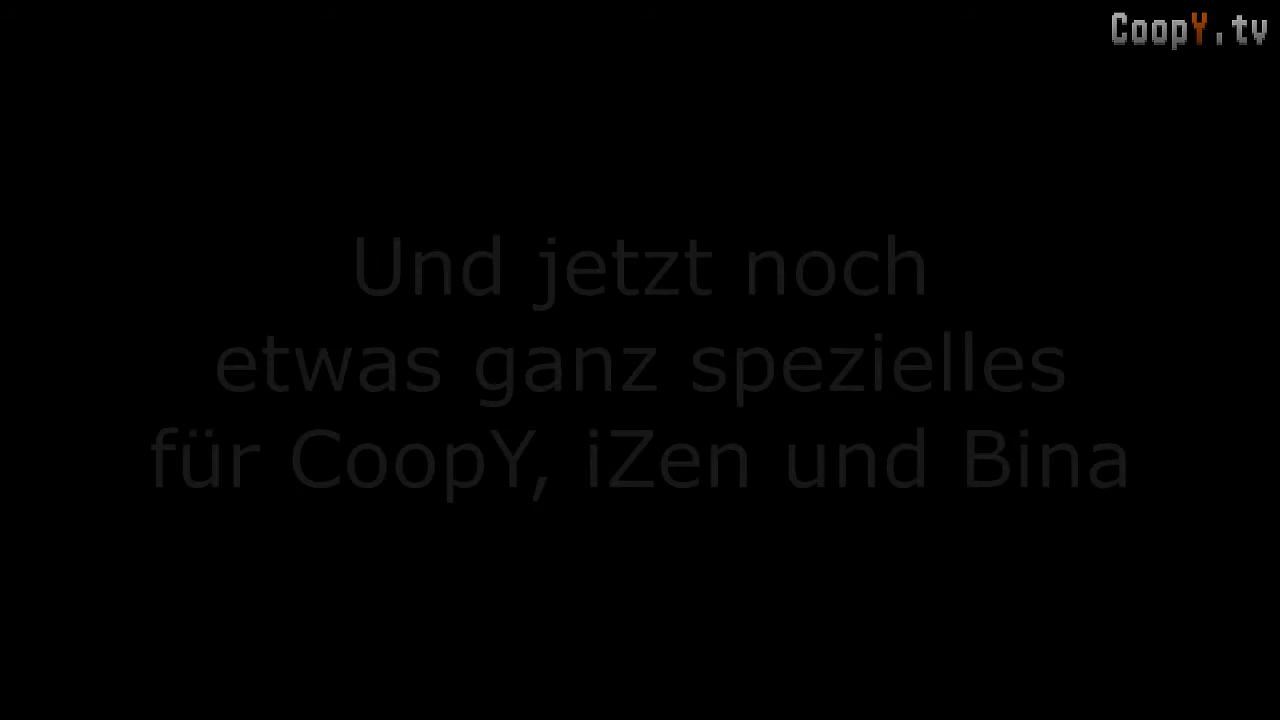 CoopY.tv
Und jetzt noch
etwas ganz spezielles
für CoopY, iZen und Bina